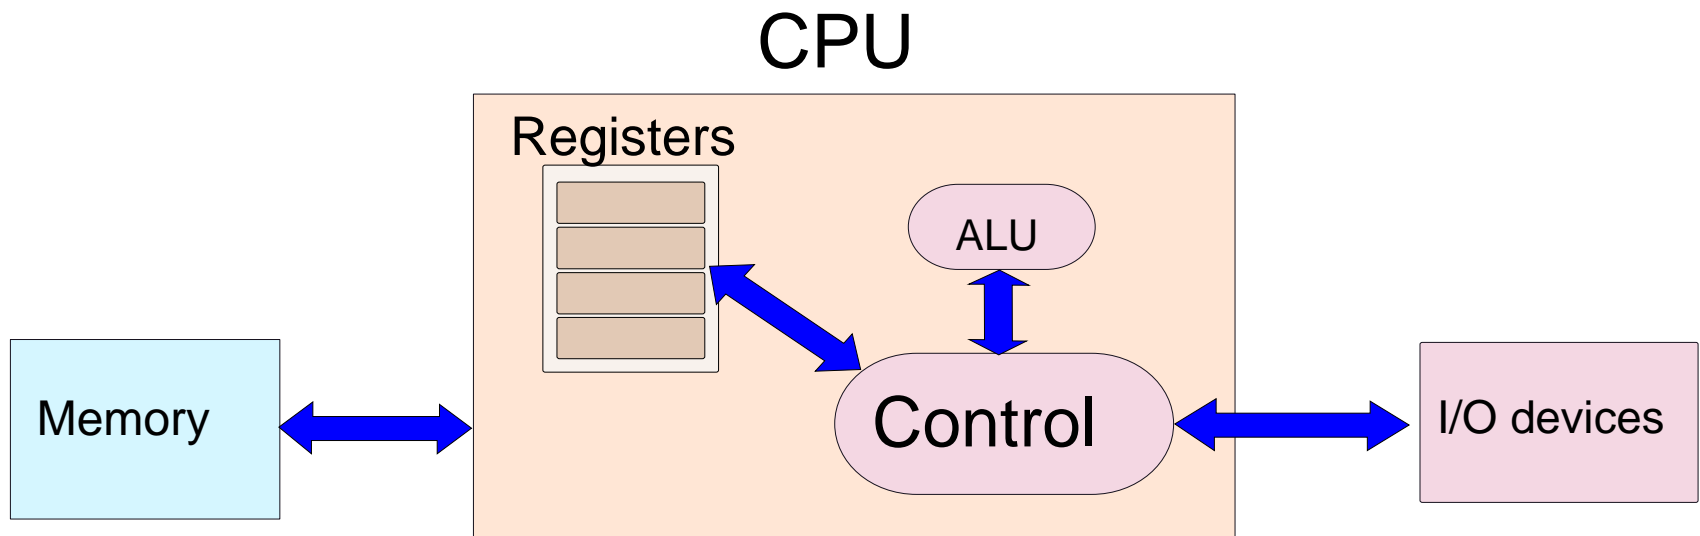 CPU
Registers
ALU
Memory
Control
I/O devices